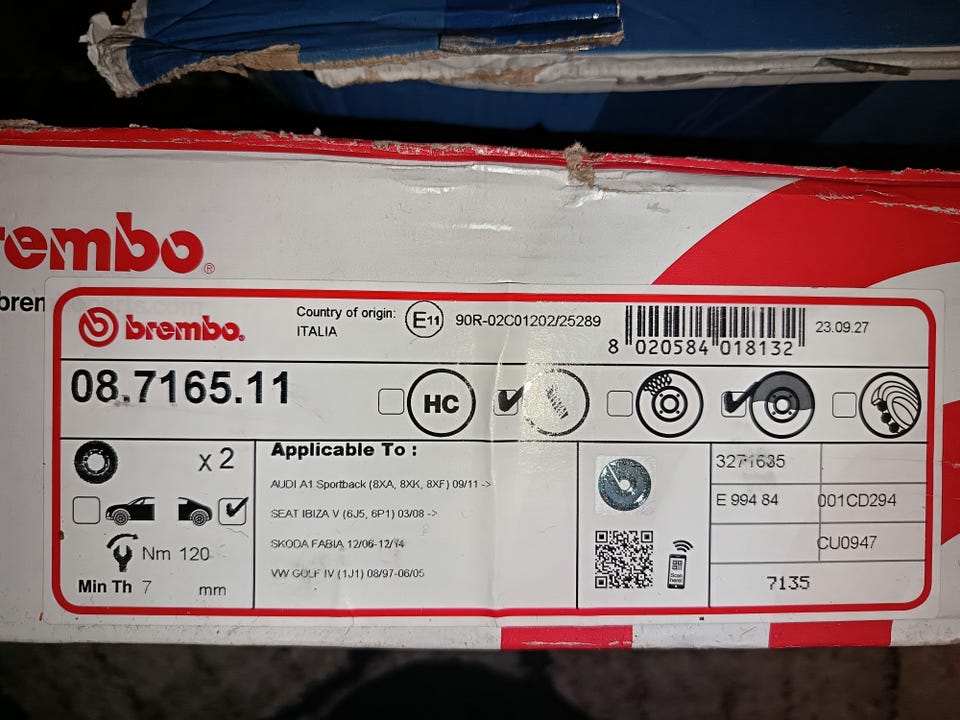 brembo®
brembo.
Country of origin:
ITALIA
E11
90R-02C01202/25289
8 020584 018132
23.09.27
08.7165.11
HC
x 2
Nm 120
Min Th 7 mm
Applicable To :
AUDI A1 Sportback (8XA, 8XK, 8XF) 09/11 ->
SEAT IBIZA V (6J5, 6P1) 03/08 ->
SKODA FABIA 12/06-12/14
VW GOLF IV (1J1) 08/97-06/05
Scan here!
3271635
E 994 84 001CD294
CU0947
7135